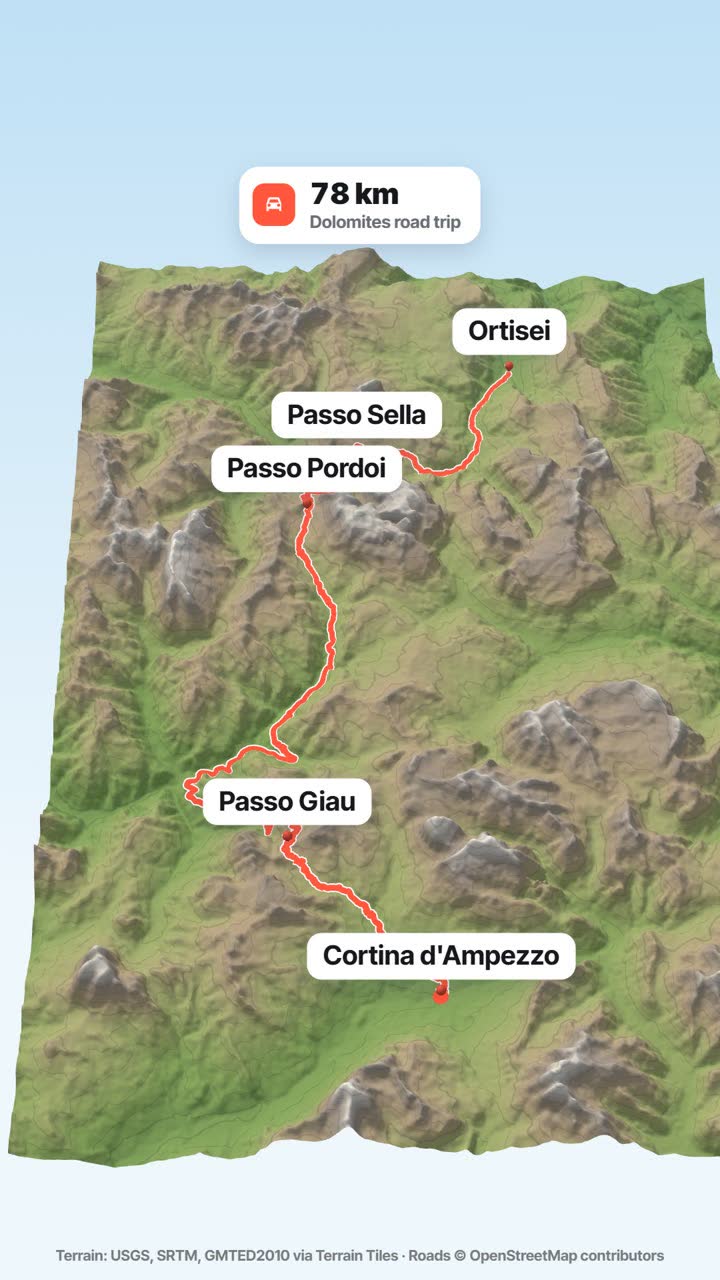 78 km
Dolomites road trip
Ortisei
Passo Sella
Passo Pordoi
Passo Giau
Cortina d'Ampezzo
Terrain: USGS, SRTM, GMTED2010 via Terrain Tiles · Roads © OpenStreetMap contributors